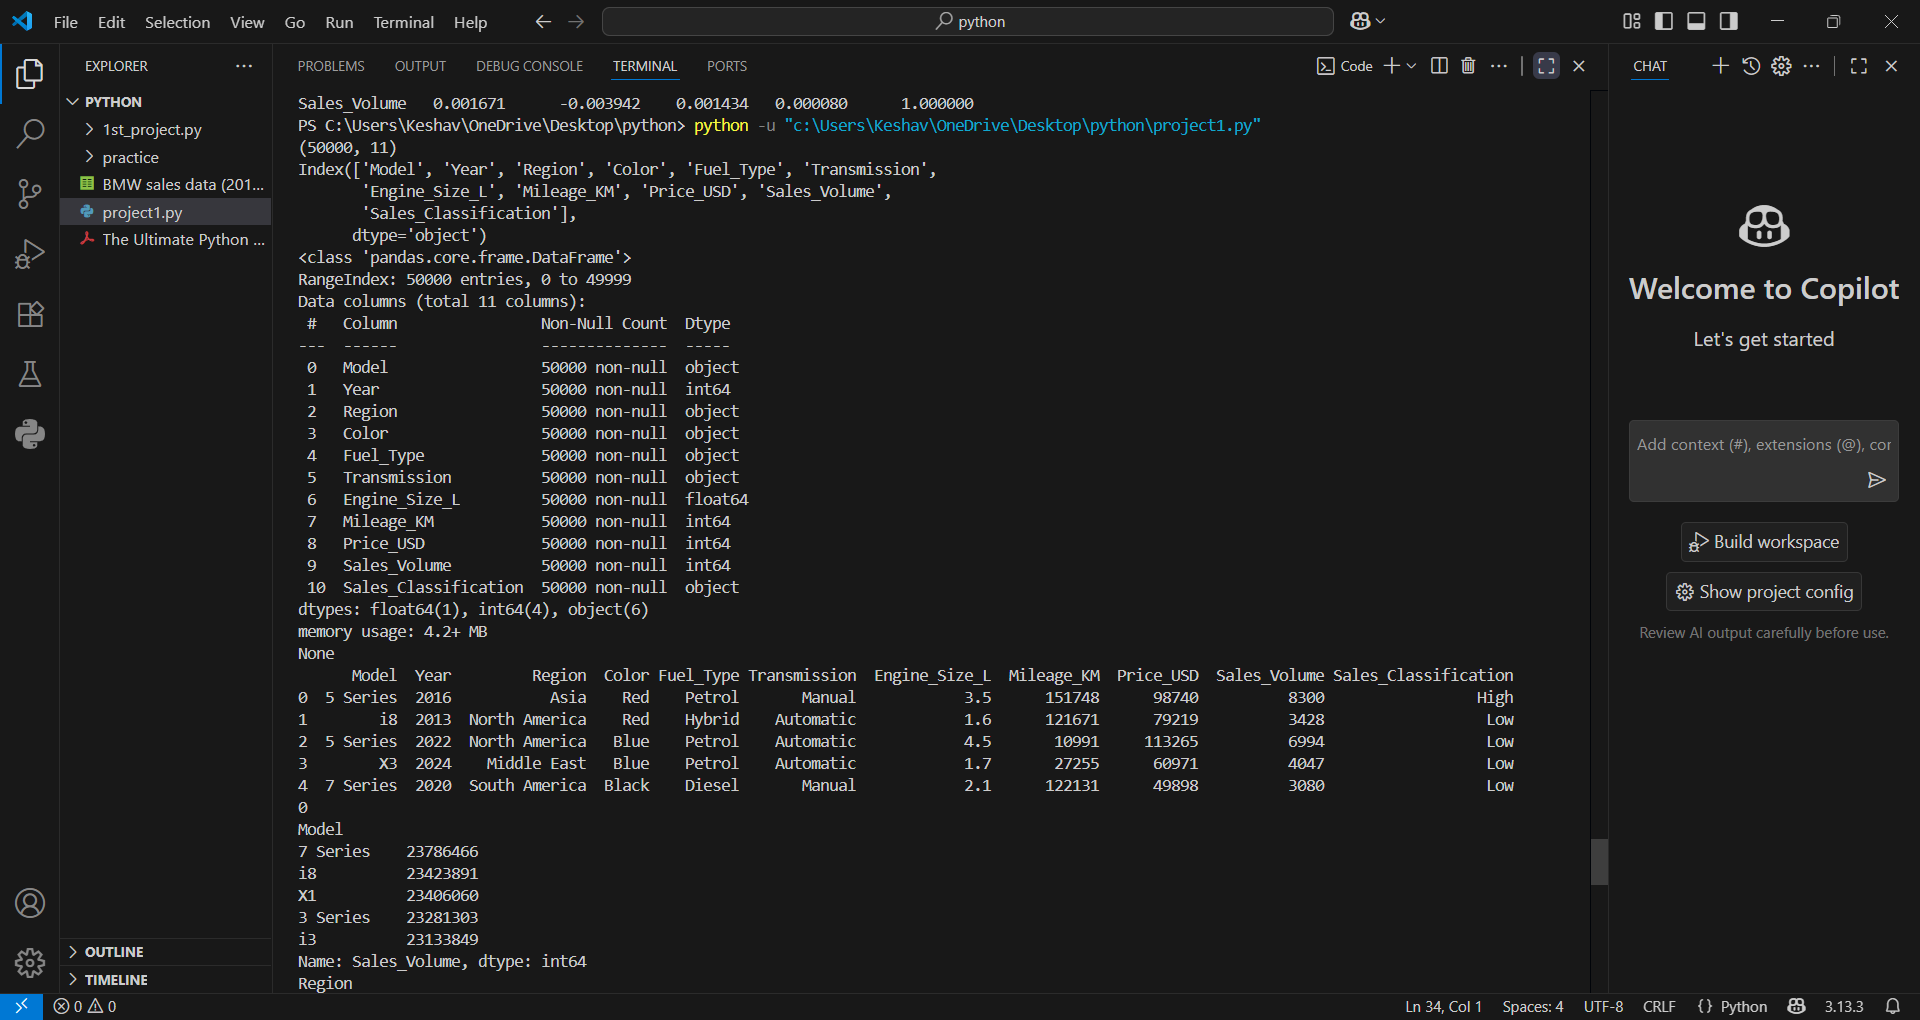 File Edit Selection View Go Run Terminal Help
python
EXPLORER
PYTHON
1st_project.py
practice
BMW sales data (201...
project1.py
The Ultimate Python ...
OUTLINE
TIMELINE
PROBLEMS OUTPUT DEBUG CONSOLE TERMINAL PORTS
Code
Sales_Volume   0.001671      -0.003942    0.001434   0.000080      1.000000
PS C:\Users\Keshav\OneDrive\Desktop\python> python -u "c:\Users\Keshav\OneDrive\Desktop\python\project1.py"
(50000, 11)
Index(['Model', 'Year', 'Region', 'Color', 'Fuel_Type', 'Transmission',
       'Engine_Size_L', 'Mileage_KM', 'Price_USD', 'Sales_Volume',
       'Sales_Classification'],
      dtype='object')
<class 'pandas.core.frame.DataFrame'>
RangeIndex: 50000 entries, 0 to 49999
Data columns (total 11 columns):
 #   Column                Non-Null Count  Dtype
---  ------                --------------  -----
 0   Model                 50000 non-null  object
 1   Year                  50000 non-null  int64
 2   Region                50000 non-null  object
 3   Color                 50000 non-null  object
 4   Fuel_Type             50000 non-null  object
 5   Transmission          50000 non-null  object
 6   Engine_Size_L         50000 non-null  float64
 7   Mileage_KM            50000 non-null  int64
 8   Price_USD             50000 non-null  int64
 9   Sales_Volume          50000 non-null  int64
 10  Sales_Classification  50000 non-null  object
dtypes: float64(1), int64(4), object(6)
memory usage: 4.2+ MB
None
      Model  Year         Region  Color Fuel_Type Transmission  Engine_Size_L  Mileage_KM  Price_USD  Sales_Volume Sales_Classification
0  5 Series  2016           Asia    Red    Petrol       Manual            3.5      151748      98740          8300                 High
1        i8  2013  North America    Red    Hybrid    Automatic            1.6      121671      79219          3428                  Low
2  5 Series  2022  North America   Blue    Petrol    Automatic            4.5       10991     113265          6994                  Low
3        X3  2024    Middle East   Blue    Petrol    Automatic            1.7       27255      60971          4047                  Low
4  7 Series  2020  South America  Black    Diesel       Manual            2.1      122131      49898          3080                  Low
0
Model
7 Series    23786466
i8          23423891
X1          23406060
3 Series    23281303
i3          23133849
Name: Sales_Volume, dtype: int64
Region
CHAT
Welcome to Copilot
Let's get started
Add context (#), extensions (@), cor
Build workspace
Show project config
Review AI output carefully before use.
0 0
Ln 34, Col 1 Spaces: 4 UTF-8 CRLF {} Python 3.13.3